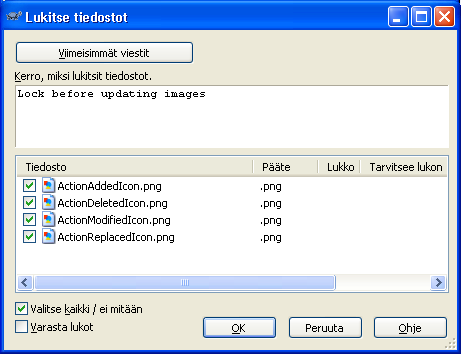 Lukitse tiedostot
Viimeisimmät viestit
Kerro, miksi lukitsit tiedostot.
Lock before updating images
Tiedosto Pääte Lukko Tarvitsee lukon
ActionAddedIcon.png .png
ActionDeletedIcon.png .png
ActionModifiedIcon.png .png
ActionReplacedIcon.png .png
Valitse kaikki / ei mitään
Varasta lukot
OK Peruuta Ohje